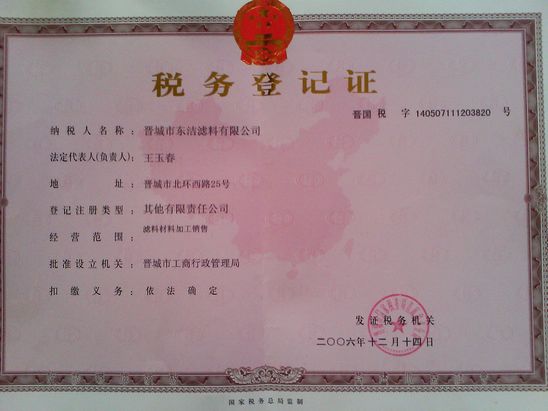 税务登记证
晋国 税 字 140507111203820 号
纳税人名称：晋城市东洁滤料有限公司
法定代表人(负责人)：王玉春
地 址：晋城市北环西路25号
登记注册类型：其他有限责任公司
经营范围：滤料材料加工销售
批准设立机关：晋城市工商行政管理局
扣缴义务：依法确定
发证税务机关
二〇〇六年十二月十四日
国家税务总局监制